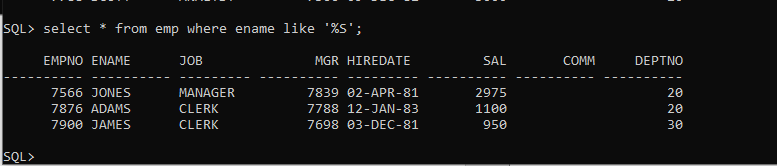 SQL> select * from emp where ename like '%S';
EMPNO ENAME JOB MGR HIREDATE SAL COMM DEPTNO
---------- ---------- --------- ---------- --------- ---------- ---------- ----------
7566 JONES MANAGER 7839 02-APR-81 2975 20
7876 ADAMS CLERK 7788 12-JAN-83 1100 20
7900 JAMES CLERK 7698 03-DEC-81 950 30
SQL>